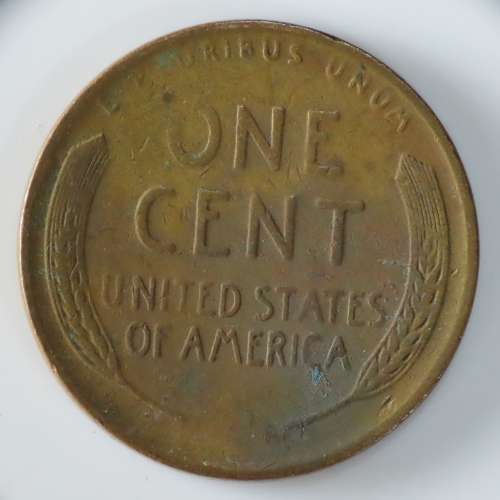 E PLURIBUS UNUM
ONE
CENT
UNITED STATES
OF AMERICA